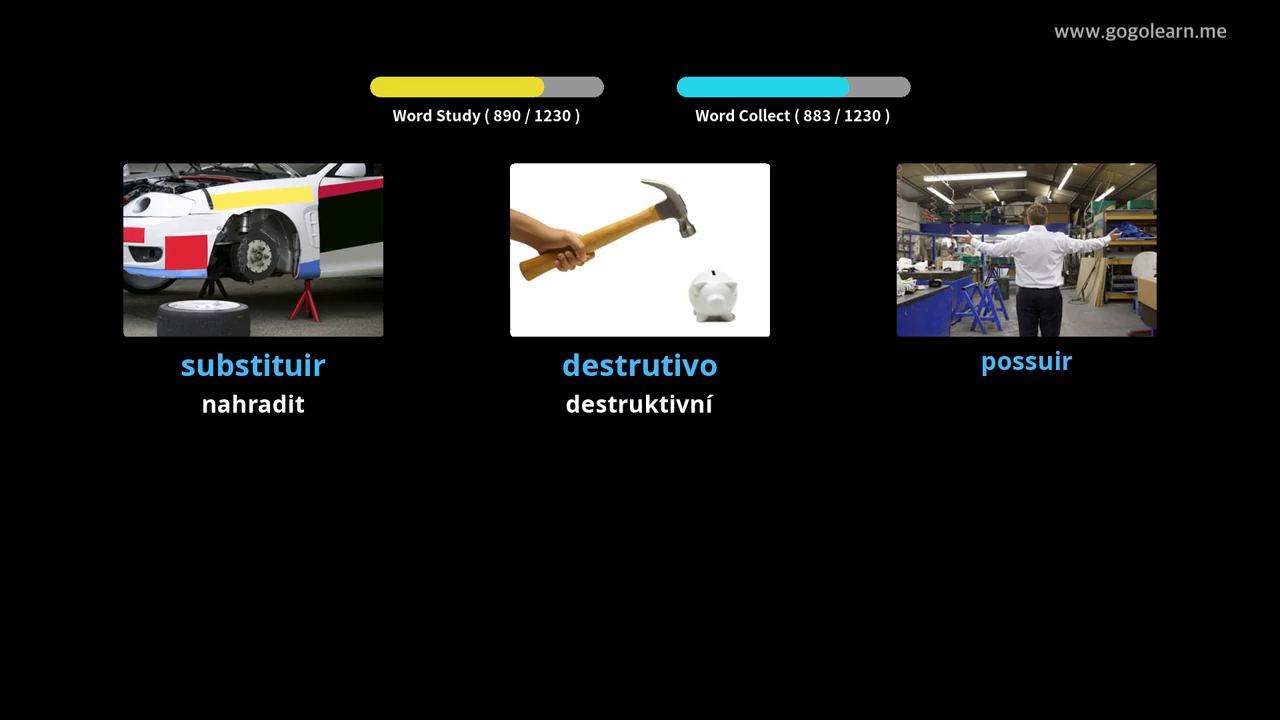 www.gogolearn.me
Word Study ( 890 / 1230 )
Word Collect ( 883 / 1230 )
substituir
destrutivo
possuir
nahradit
destruktivní